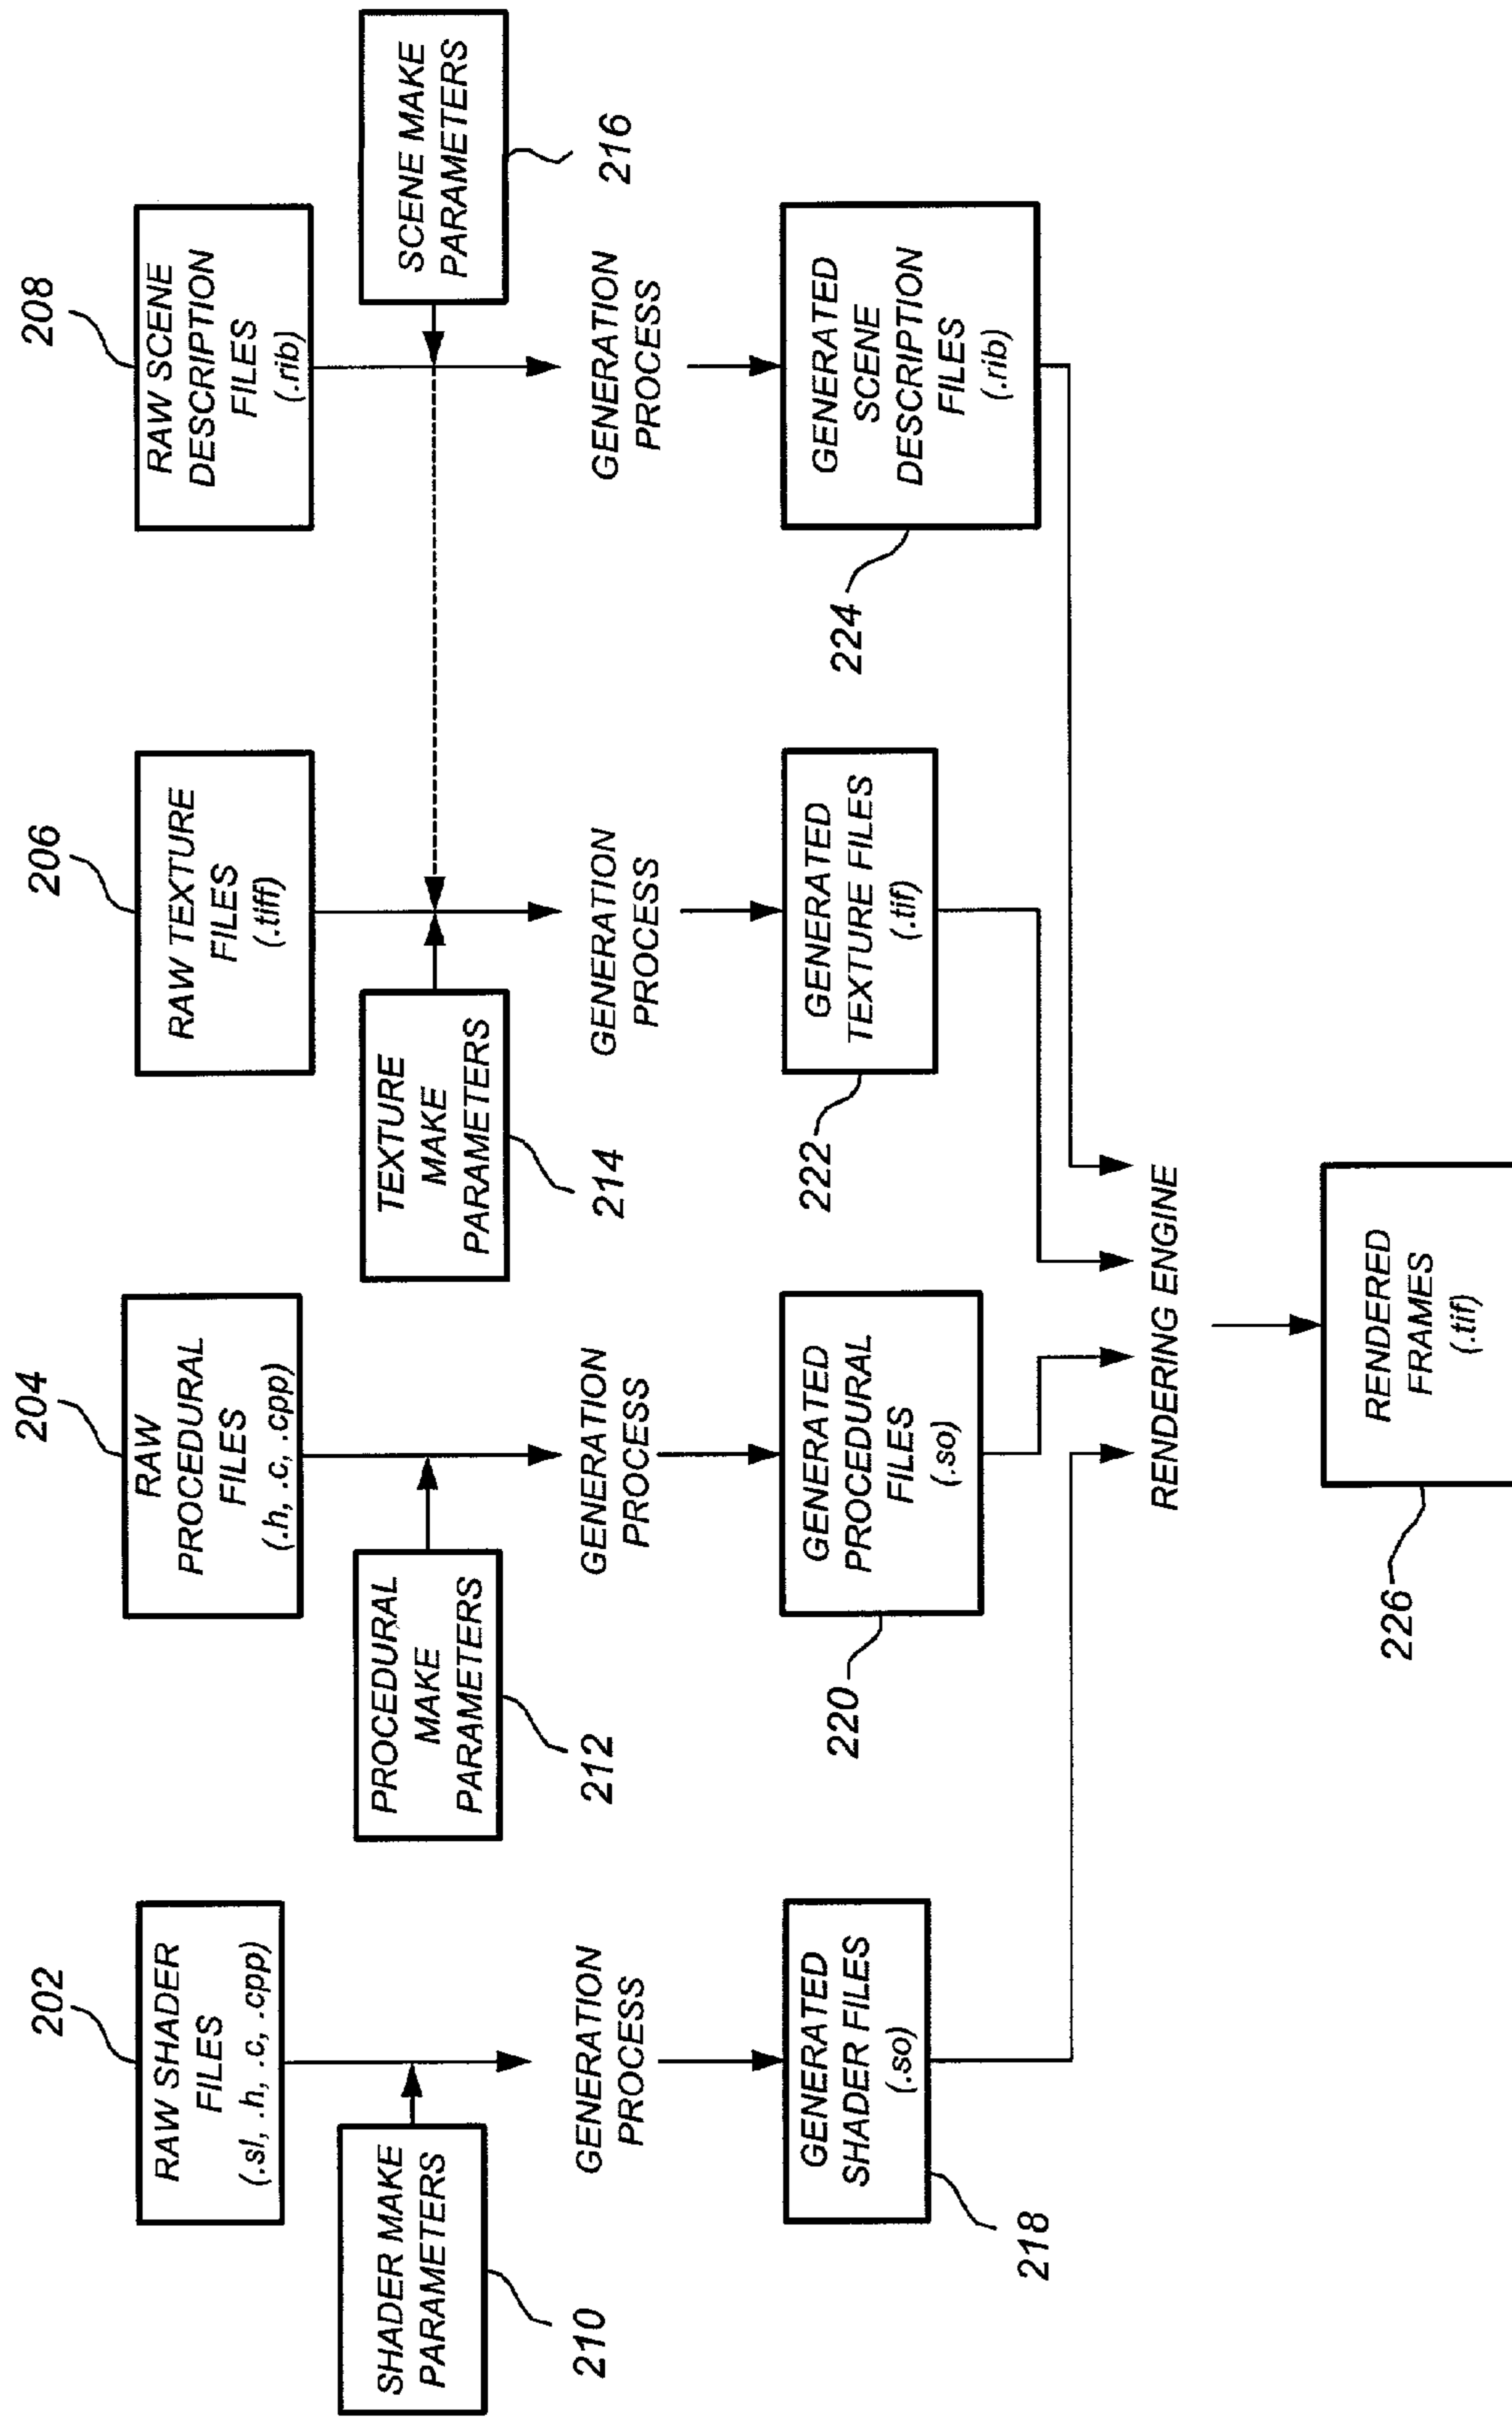 202
RAW SHADER
FILES
(.sl, .h, .c, .cpp)
204
RAW
PROCEDURAL
FILES
(.h, .c, .cpp)
206
RAW TEXTURE
FILES
(.tiff)
208
RAW SCENE
DESCRIPTION
FILES
(.rib)
SHADER MAKE
PARAMETERS
210
PROCEDURAL
MAKE
PARAMETERS
212
TEXTURE
MAKE
PARAMETERS
214
SCENE MAKE
PARAMETERS
216
GENERATION
PROCESS
GENERATION
PROCESS
GENERATION
PROCESS
GENERATION
PROCESS
GENERATED
SHADER FILES
(.so)
218
GENERATED
PROCEDURAL
FILES
(.so)
220
GENERATED
TEXTURE FILES
(.tif)
222
GENERATED
SCENE
DESCRIPTION
FILES
(.rib)
224
RENDERING ENGINE
RENDERED
FRAMES
(.tif)
226